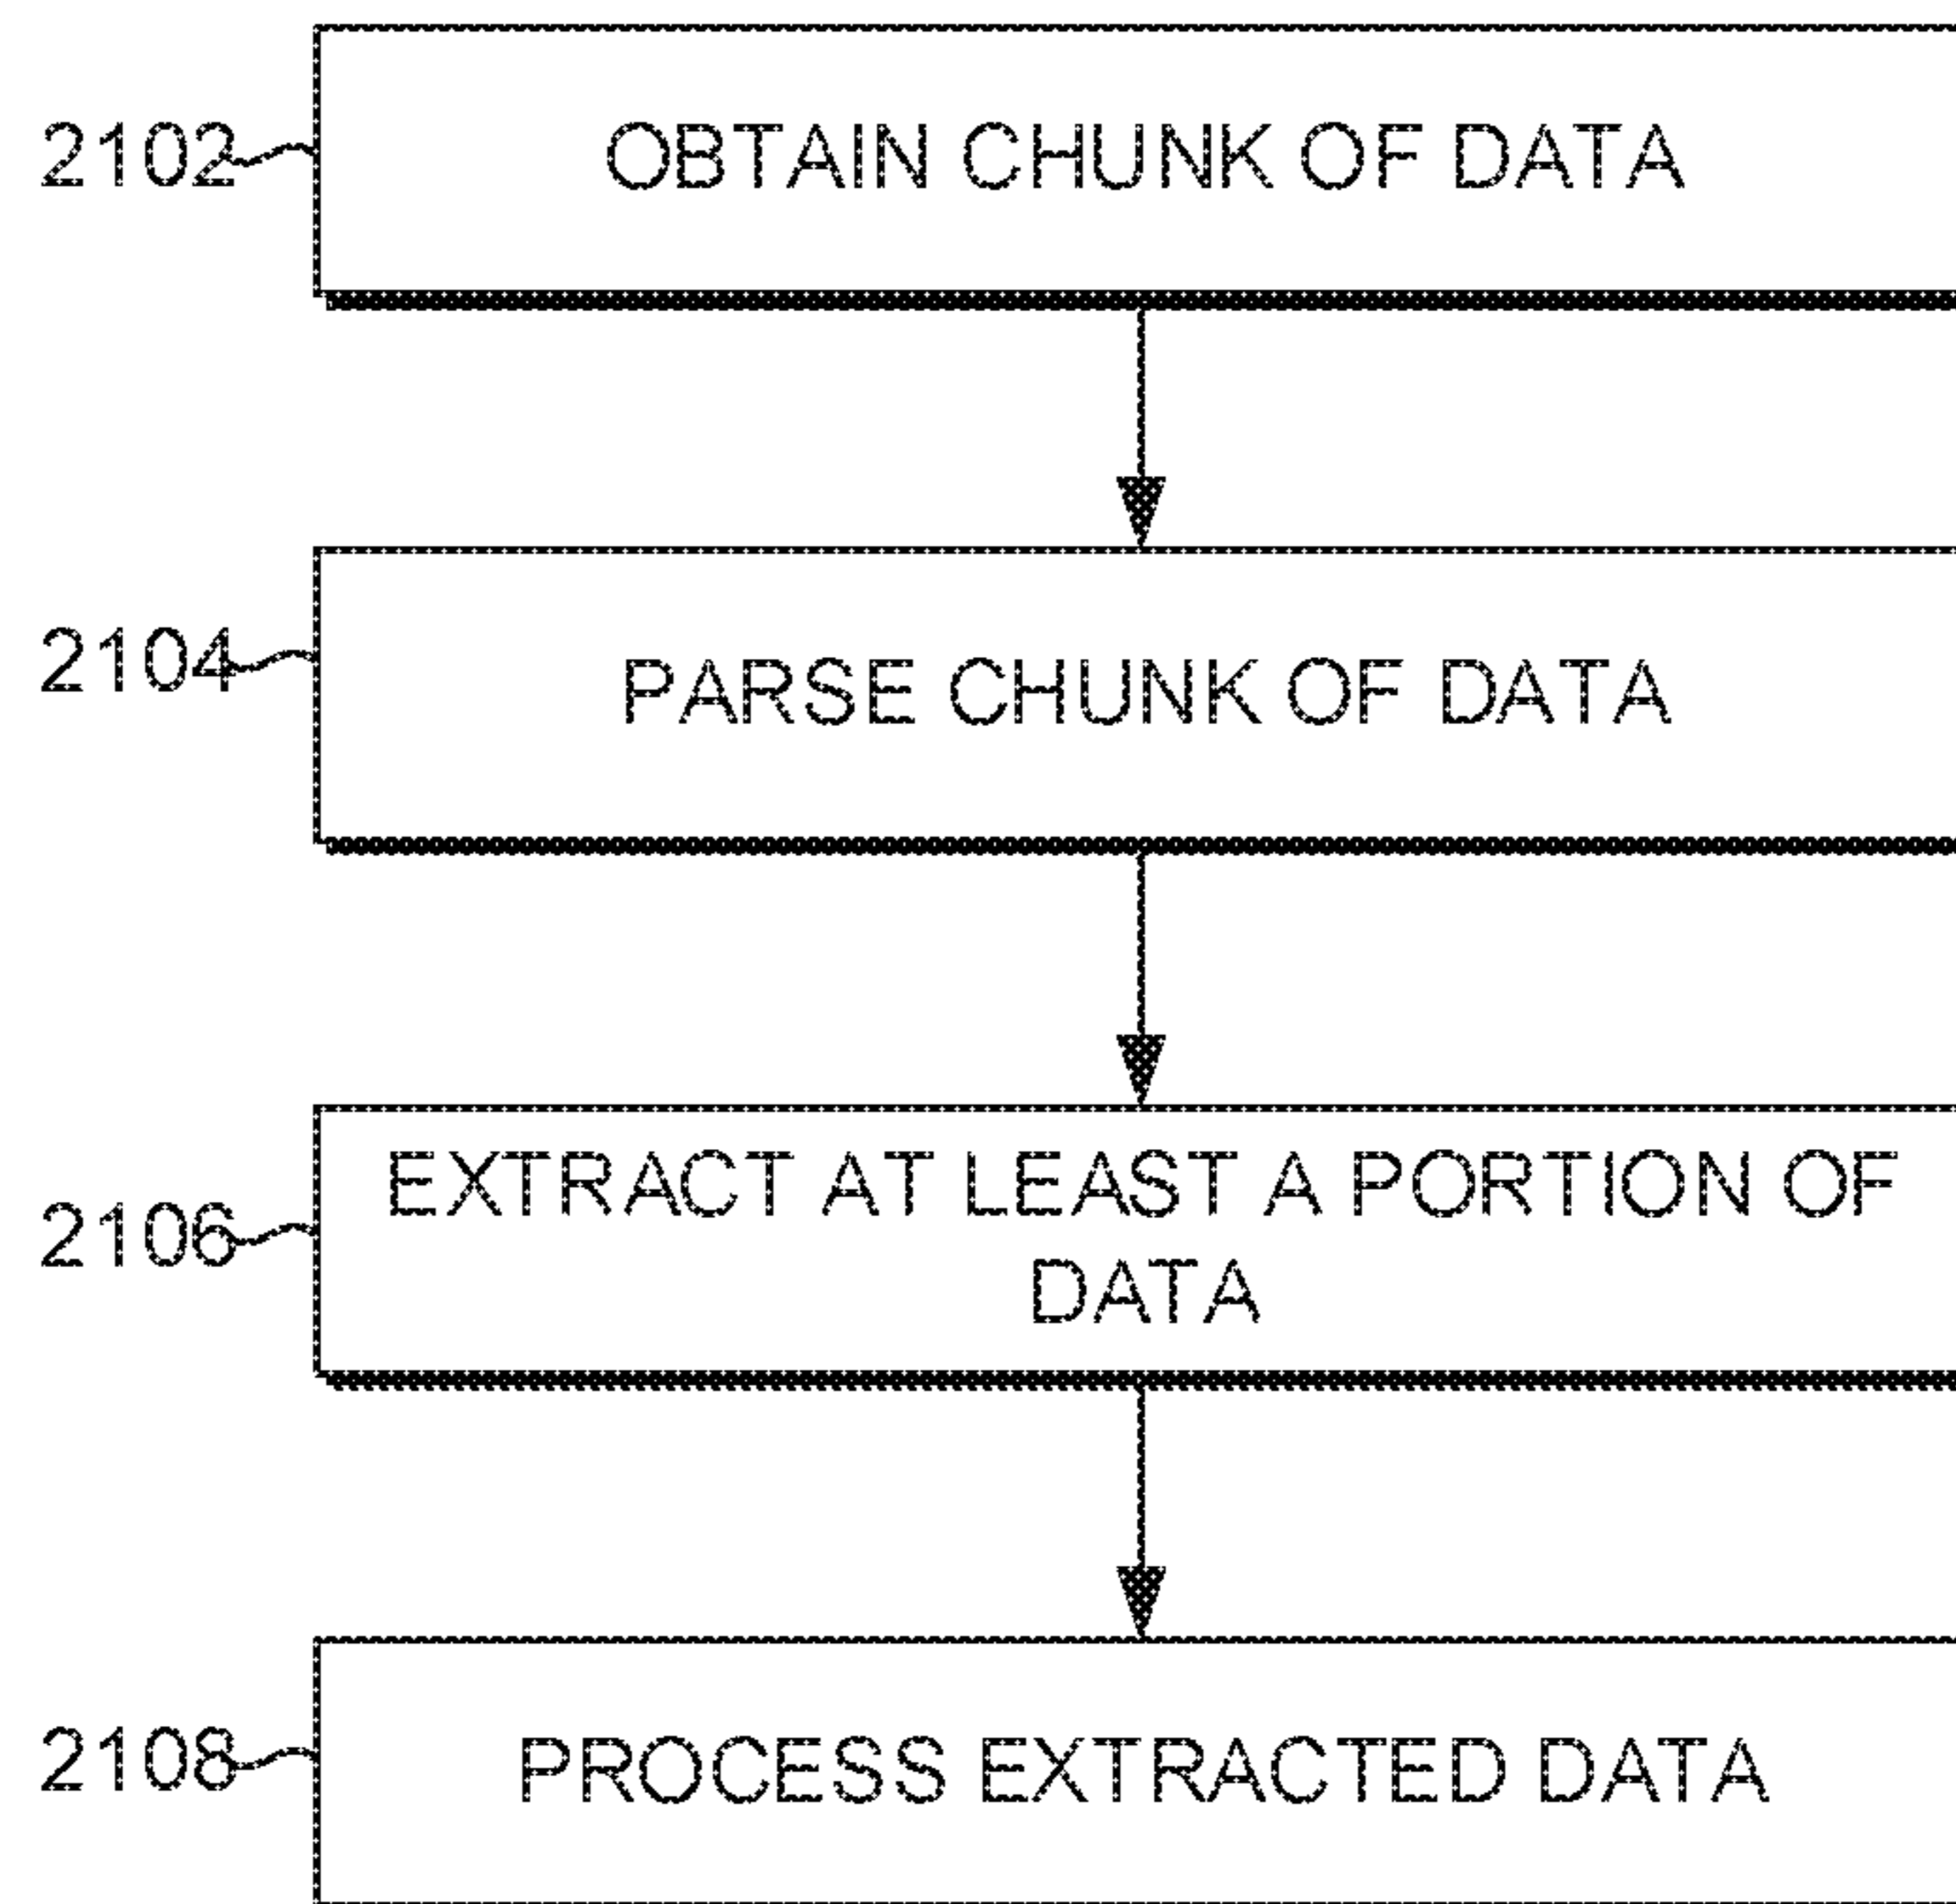 2102 OBTAIN CHUNK OF DATA
2104 PARSE CHUNK OF DATA
EXTRACT AT LEAST A PORTION OF
2106
DATA
2108 PROCESS EXTRACTED DATA